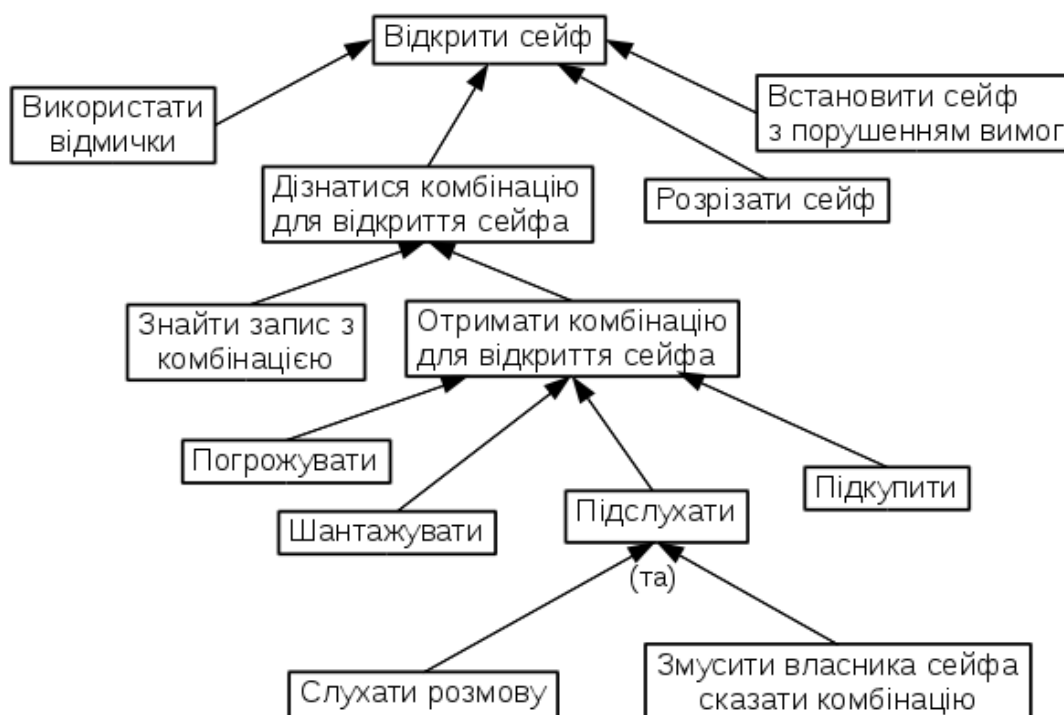 Відкрити сейф
Використати
відмички
Встановити сейф
з порушенням вимог
Дізнатися комбінацію
для відкриття сейфа
Розрізати сейф
Знайти запис з
комбінацією
Отримати комбінацію
для відкриття сейфа
Погрожувати
Шантажувати
Підслухати
Підкупити
(та)
Слухати розмову
Змусити власника сейфа
сказати комбінацію